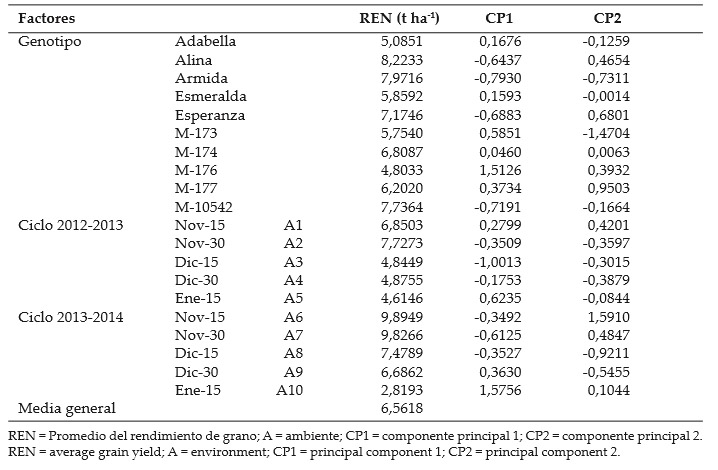 Factores REN (t ha-1) CP1 CP2
Genotipo Adabella 5,0851 0,1676 -0,1259
Alina 8,2233 -0,6437 0,4654
Armida 7,9716 -0,7930 -0,7311
Esmeralda 5,8592 0,1593 -0,0014
Esperanza 7,1746 -0,6883 0,6801
M-173 5,7540 0,5851 -1,4704
M-174 6,8087 0,0460 0,0063
M-176 4,8033 1,5126 0,3932
M-177 6,2020 0,3734 0,9503
M-10542 7,7364 -0,7191 -0,1664
Ciclo 2012-2013 Nov-15 A1 6,8503 0,2799 0,4201
Nov-30 A2 7,7273 -0,3509 -0,3597
Dic-15 A3 4,8449 -1,0013 -0,3015
Dic-30 A4 4,8755 -0,1753 -0,3879
Ene-15 A5 4,6146 0,6235 -0,0844
Ciclo 2013-2014 Nov-15 A6 9,8949 -0,3492 1,5910
Nov-30 A7 9,8266 -0,6125 0,4847
Dic-15 A8 7,4789 -0,3527 -0,9211
Dic-30 A9 6,6862 0,3630 -0,5455
Ene-15 A10 2,8193 1,5756 0,1044
Media general 6,5618
REN = Promedio del rendimiento de grano; A = ambiente; CP1 = componente principal 1; CP2 = componente principal 2.
REN = average grain yield; A = environment; CP1 = principal component 1; CP2 = principal component 2.